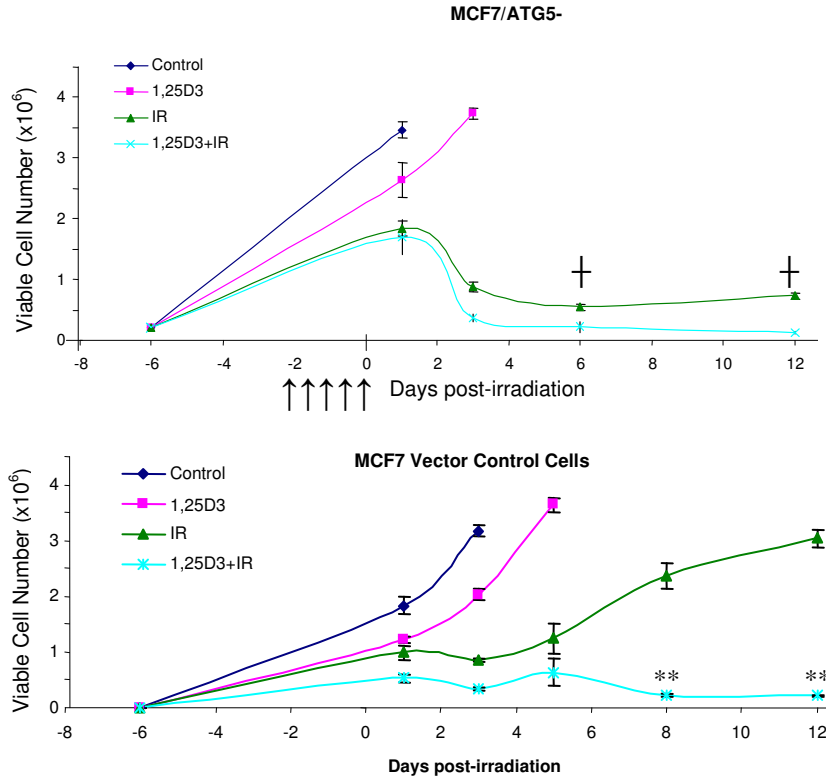 MCF7/ATG5-
Control
1,25D3
IR
1,25D3+IR
Viable Cell Number (x10⁶)
4
3
2
1
0
-8 -6 -4 -2 0 2 4 6 8 10 12
┼ ┼
↑↑↑↑↑ Days post-irradiation
MCF7 Vector Control Cells
Control
1,25D3
IR
1,25D3+IR
Viable Cell Number (x10⁶)
4
3
2
1
0
** **
-8 -6 -4 -2 0 2 4 6 8 10 12
Days post-irradiation